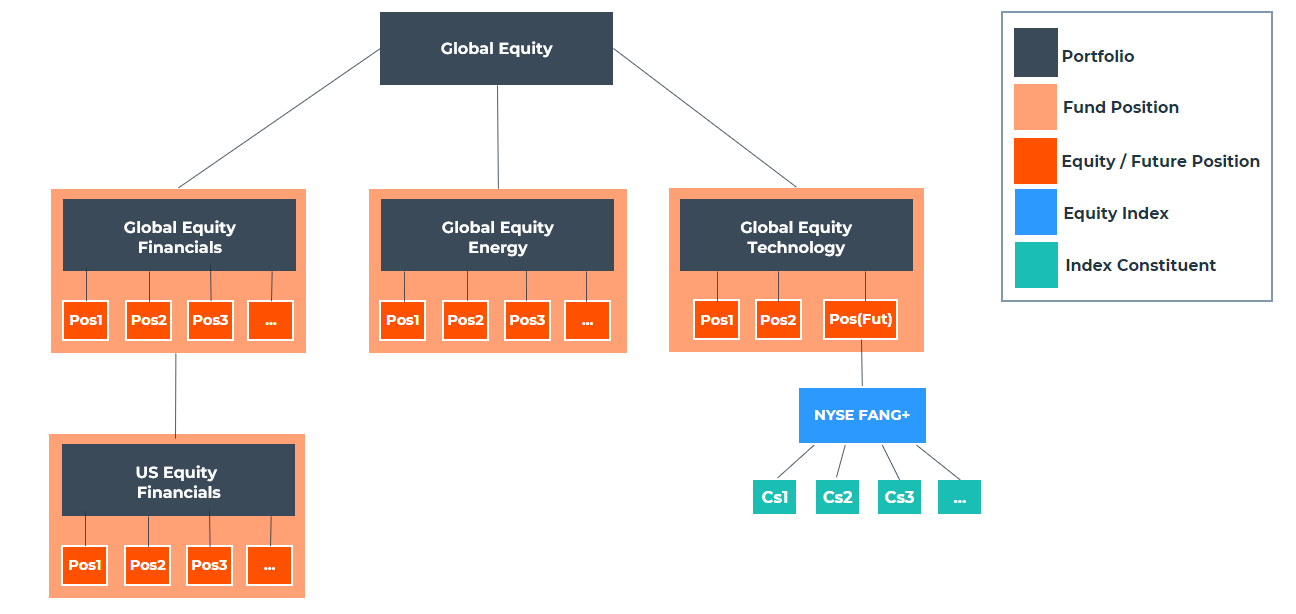 Global Equity
Portfolio
Fund Position
Equity / Future Position
Equity Index
Index Constituent
Global Equity
Financials
Pos1
Pos2
Pos3
...
Global Equity
Energy
Pos1
Pos2
Pos3
...
Global Equity
Technology
Pos1
Pos2
Pos(Fut)
NYSE FANG+
Cs1
Cs2
Cs3
...
US Equity
Financials
Pos1
Pos2
Pos3
...